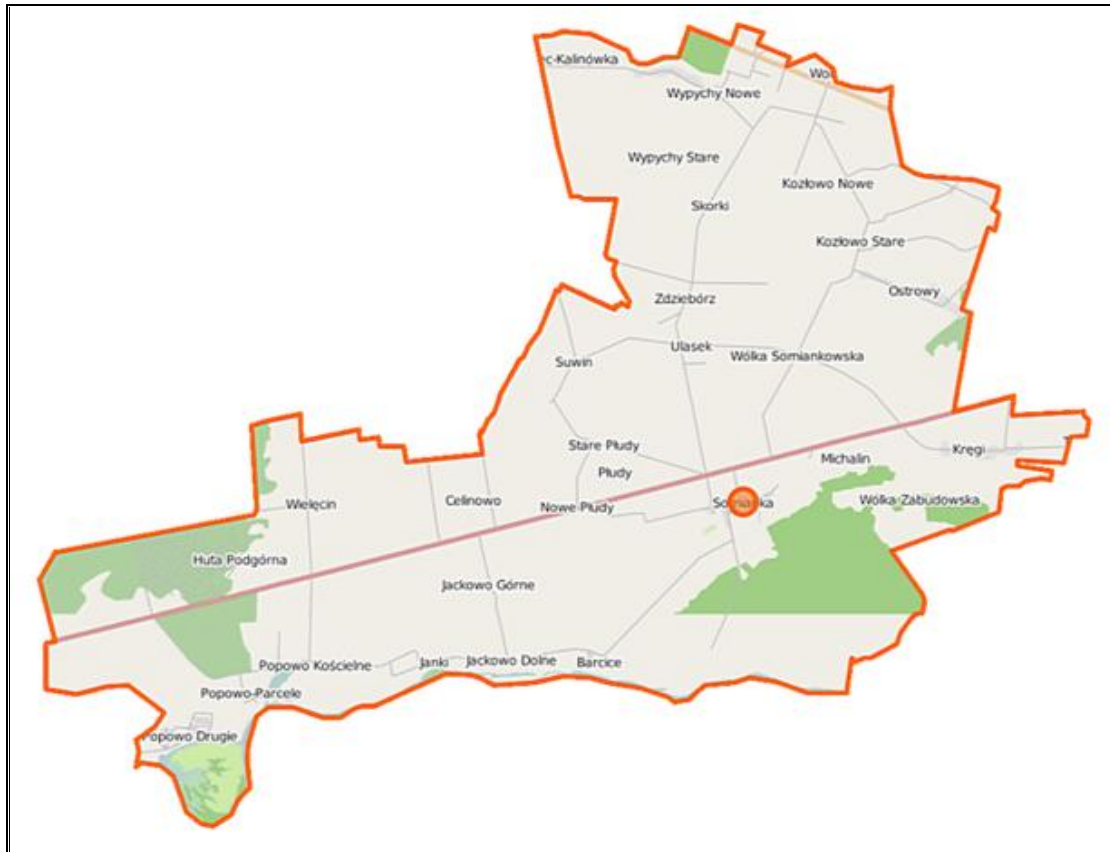 c-Kalinówka
Wypychy Nowe
Wypychy Stare
Kozłowo Nowe
Skorki
Kozłowo Stare
Ostrowy
Zdziebórz
Ulasek
Wólka Somiankowska
Suwin
Stare Płudy
Kręgi
Michalin
Płudy
Celinowo
Wólka Zabudowska
Wielęcin
Nowe Płudy
Huta Podgórna
Jackowo Górne
Popowo Kościelne
Janki
Jackowo Dolne
Barcice
Popowo-Parcele
Popowo Drugie